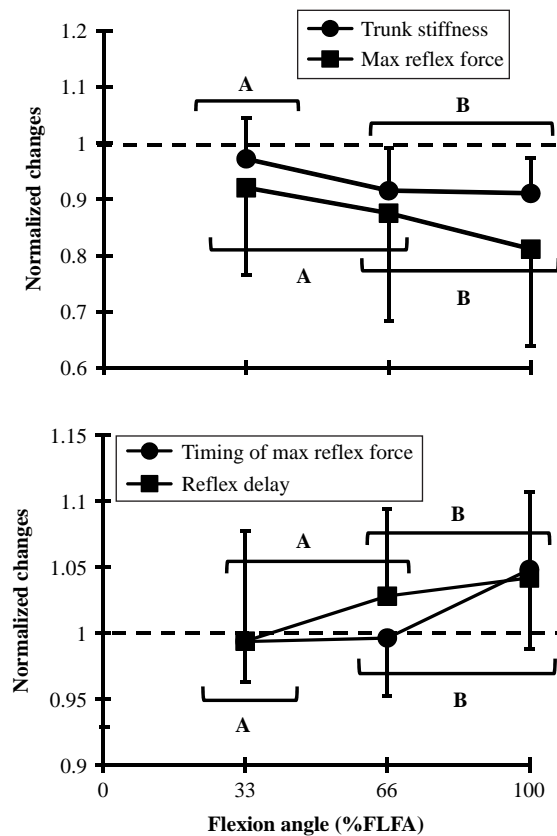 1.2
Trunk stiffness
Max reflex force
1.1
A
B
1
0.9
0.8
A
B
0.7
0.6
Normalized changes
1.15
Timing of max reflex force
Reflex delay
1.1
B
A
1.05
1
0.95
B
A
0.9
Normalized changes
0
33
66
100
Flexion angle (%FLFA)